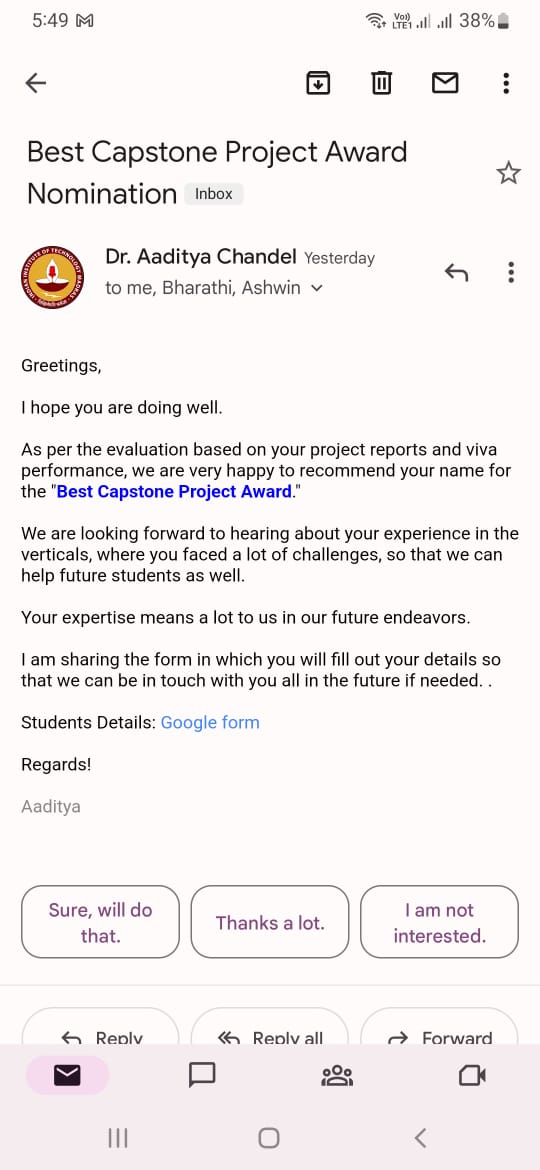 5:49
Vo))
LTE1
38%
Best Capstone Project Award
Nomination Inbox
Dr. Aaditya Chandel Yesterday
to me, Bharathi, Ashwin
Greetings,
I hope you are doing well.
As per the evaluation based on your project reports and viva
performance, we are very happy to recommend your name for
the "Best Capstone Project Award."
We are looking forward to hearing about your experience in the
verticals, where you faced a lot of challenges, so that we can
help future students as well.
Your expertise means a lot to us in our future endeavors.
I am sharing the form in which you will fill out your details so
that we can be in touch with you all in the future if needed. .
Students Details: Google form
Regards!
Aaditya
Sure, will do
that.
Thanks a lot.
I am not
interested.
Reply
Reply all
Forward